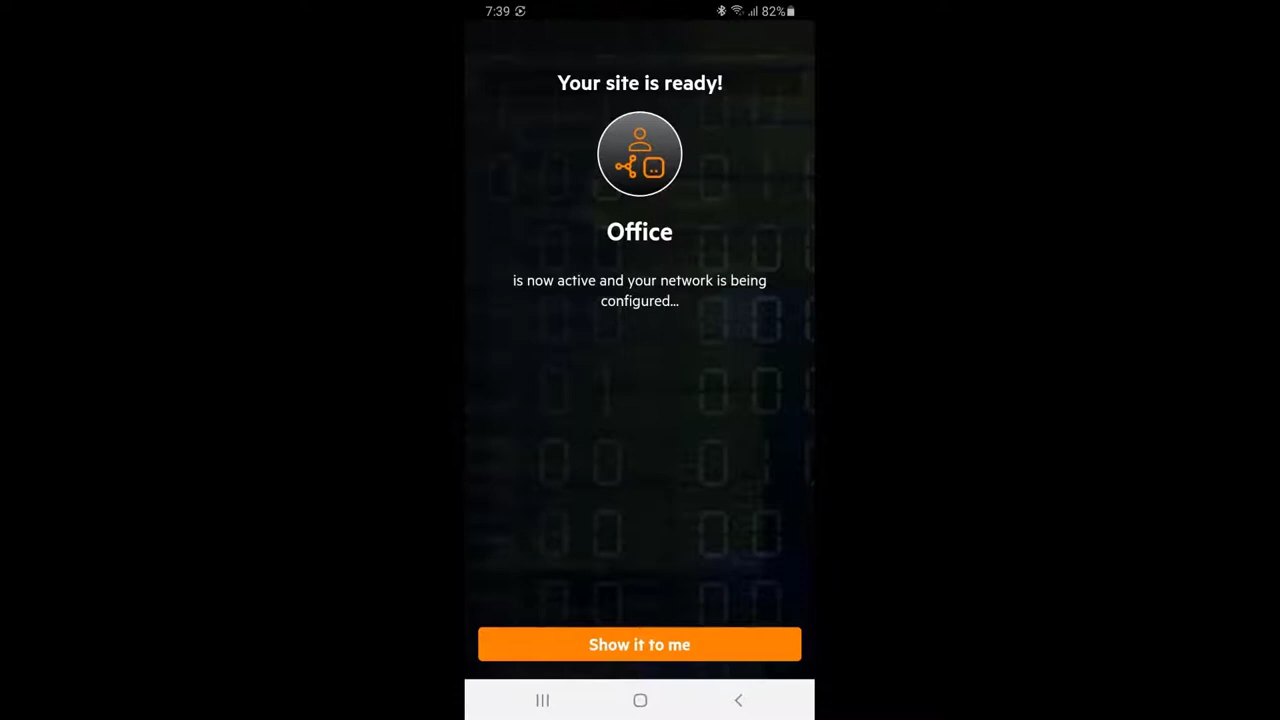 7:39
82%
Your site is ready!
Office
is now active and your network is being
configured...
Show it to me